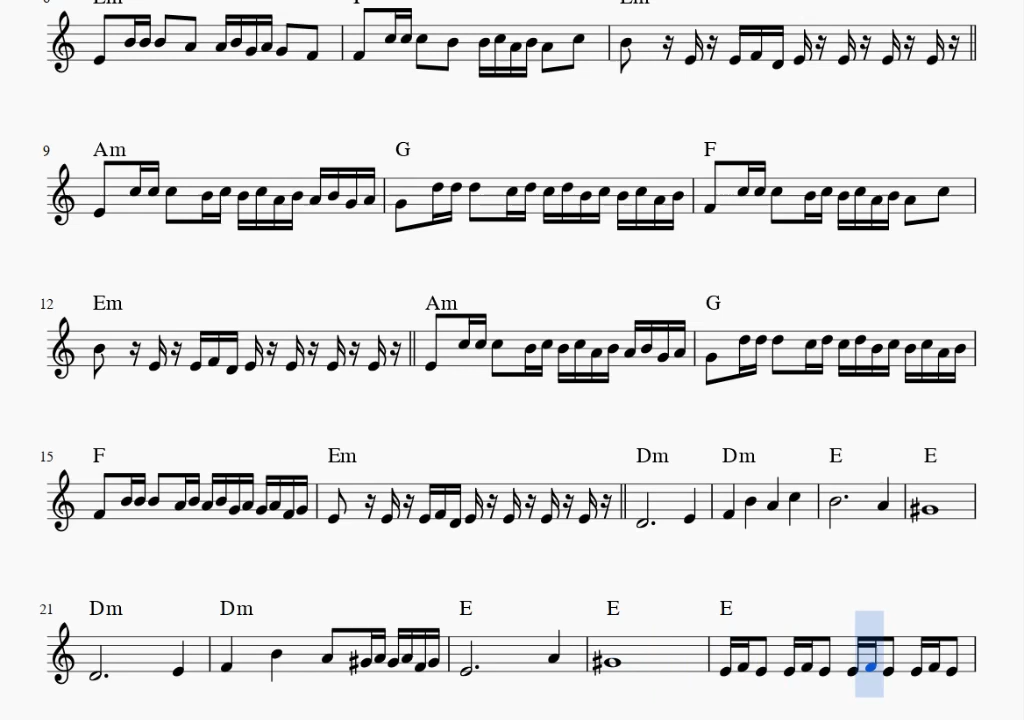 9 Am G F
12 Em Am G
15 F Em Dm Dm E E
21 Dm Dm E E E